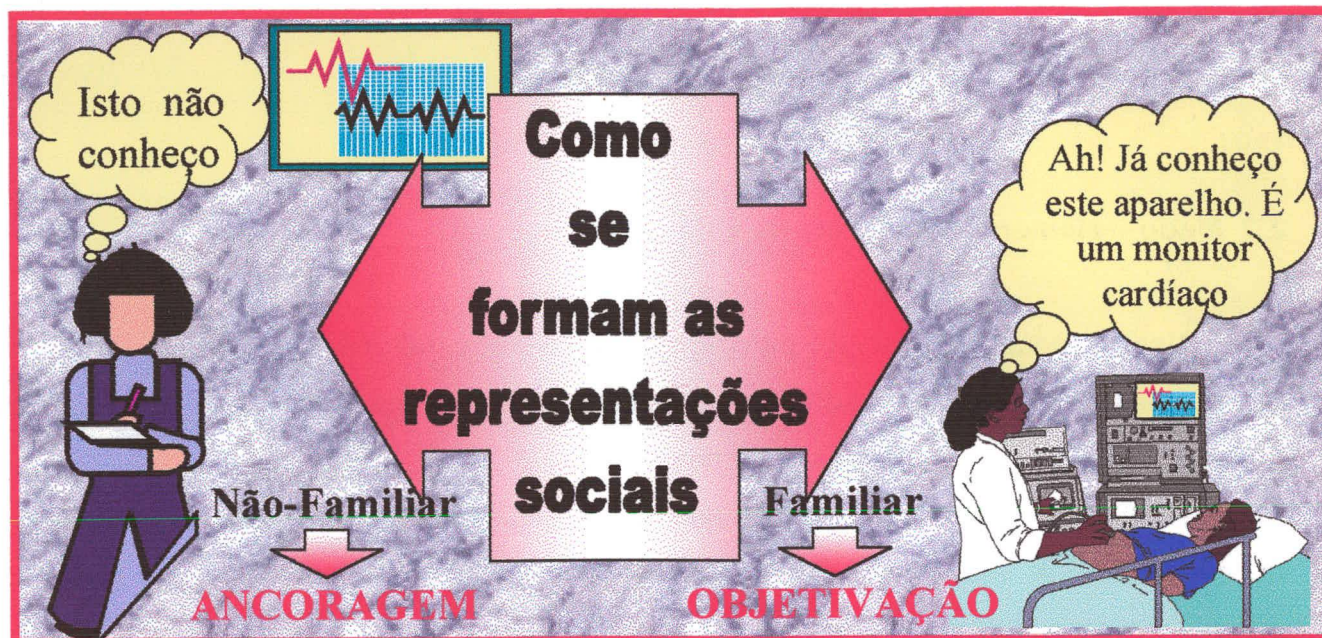 Isto não
conheço
Como
se
formam as
representações
sociais
Ah! Já conheço
este aparelho. É
um monitor
cardíaco
Não-Familiar
Familiar
ANCORAGEM
OBJETIVAÇÃO